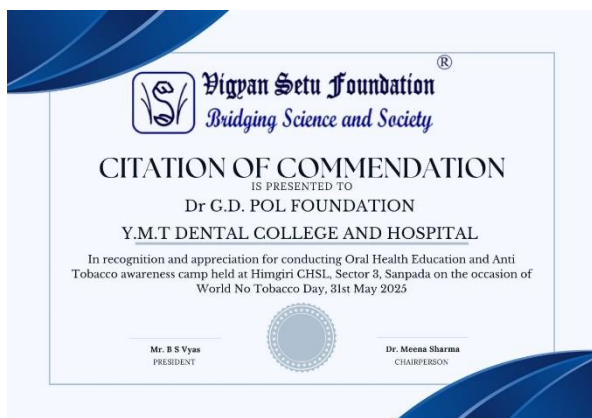 Vigyan Setu Foundation ®
Bridging Science and Society
CITATION OF COMMENDATION
IS PRESENTED TO
Dr G.D. POL FOUNDATION
Y.M.T DENTAL COLLEGE AND HOSPITAL
In recognition and appreciation for conducting Oral Health Education and Anti
Tobacco awareness camp held at Himgiri CHSL, Sector 3, Sanpada on the occasion of
World No Tobacco Day, 31st May 2025
Mr. B S Vyas
PRESIDENT
Dr. Meena Sharma
CHAIRPERSON